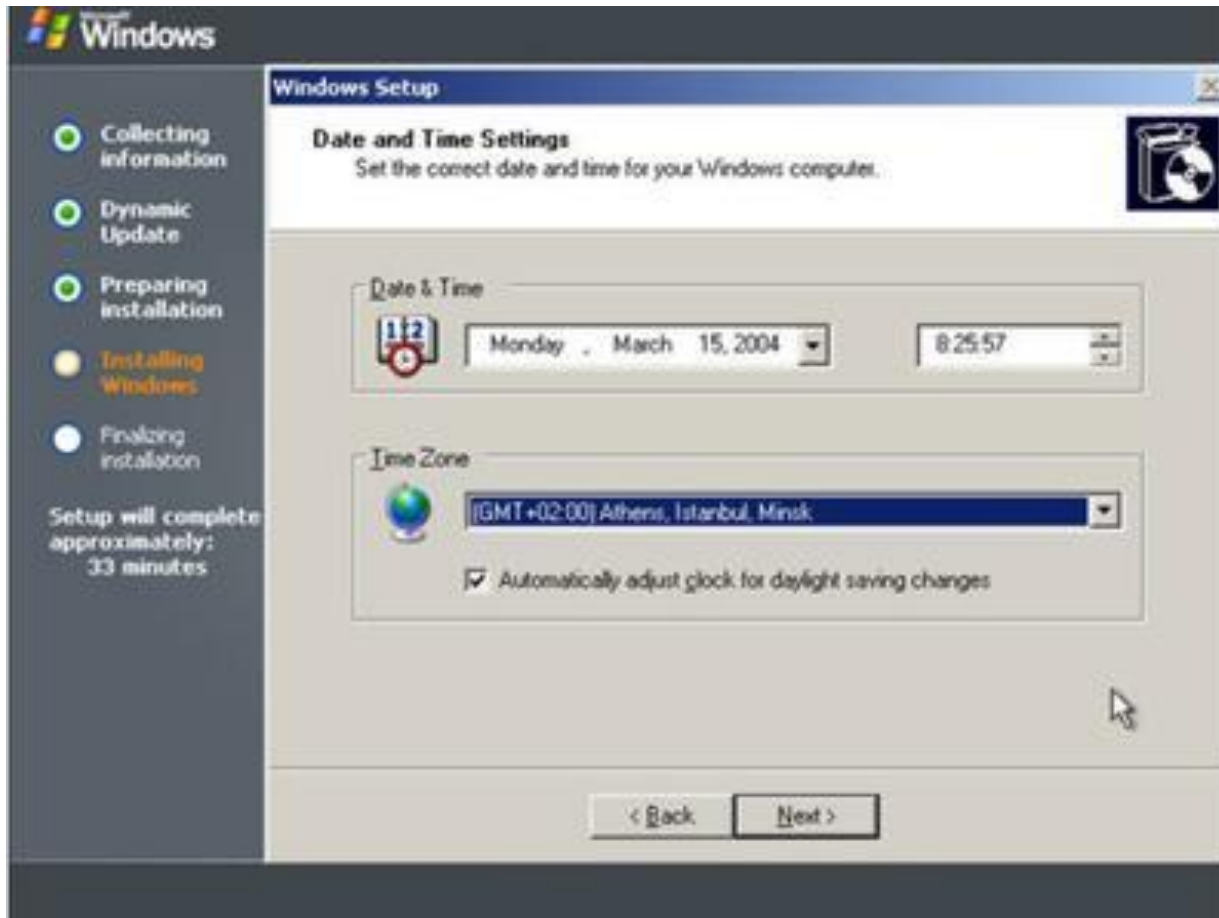 Microsoft
Windows
Collecting
information
Dynamic
Update
Preparing
installation
Installing
Windows
Finalizing
installation
Setup will complete
approximately:
33 minutes
Windows Setup
Date and Time Settings
Set the correct date and time for your Windows computer.
Date & Time
1 2
Monday , March 15, 2004
8:25:57
Time Zone
(GMT+02:00) Athens, Istanbul, Minsk
Automatically adjust clock for daylight saving changes
< Back
Next >